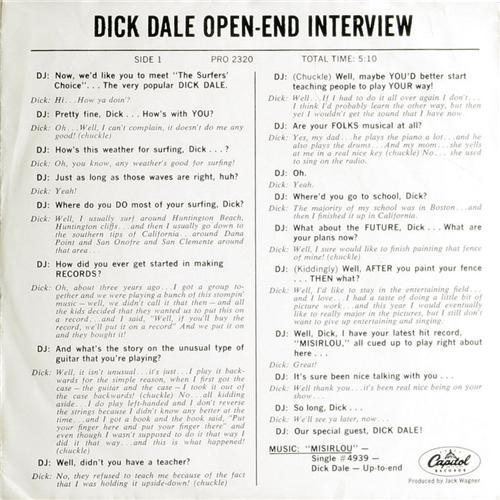 DICK DALE OPEN-END INTERVIEW
SIDE 1 PRO 2320 TOTAL TIME: 5:10
DJ: Now, we'd like you to meet "The Surfers'
Choice"... The very popular DICK DALE.
Dick: Hi...How ya doin'?
DJ: Pretty fine, Dick...How's with YOU?
Dick: Oh...Well, I can't complain, it doesn't do me any
good! (chuckle)
DJ: How's this weather for surfing, Dick...?
Dick: Oh, you know, any weather's good for surfing!
DJ: Just as long as those waves are right, huh?
Dick: Yeah!
DJ: Where do you DO most of your surfing, Dick?
Dick: Well, I usually surf around Huntington Beach,
Huntington cliffs...and then I usually go down to
the southern tips of California...around Dana
Point and San Onofre and San Clemente around
that area..
DJ: How did you ever get started in making
RECORDS?
Dick: Oh, about three years ago...I got a group to-
gether and we were playing a bunch of this stompin'
music—well, we didn't call it that then—and all
the kids decided that they wanted us to put this on
a record...and I said, "Well, if you'll buy the
record, we'll put it on a record" And we put it on
and they bought it!
DJ: And what's the story on the unusual type of
guitar that you're playing?
Dick: Well, it isn't unusual...it's just...I play it back-
wards for the simple reason, when I first got the
case—the guitar and the case—I took it out of
the case backwards! (chuckle) No...all kidding
aside...I do play left-handed and I don't reverse
the strings because I didn't know any better at the
time...and I got a book and the book said, "Put
your finger here and put your finger there" and
even though I wasn't supposed to do it that way I
did it that way...and this is what happened!
(chuckle)
DJ: Well, didn't you have a teacher?
Dick: No, they refused to teach me because of the fact
that I was holding it upside-down! (chuckle)
DJ: (Chuckle) Well, maybe YOU'D better start
teaching people to play YOUR way!
Dick: Well...If I had to do it all over again I don't...
I think I'd probably learn the other way, but then
yet I wouldn't get the sound that I have now.
DJ: Are your FOLKS musical at all?
Dick: Yes, my dad...he plays the piano a lot...and he
also plays the drums...And my mom...she yells
at me in a real nice key (chuckle) No...she used
to sing on the radio.
DJ: Oh.
Dick: Yeah.
DJ: Where'd you go to school, Dick?
Dick: The majority of my school was in Boston...and
then I finished it up in California.
DJ: What about the FUTURE, Dick...What are
your plans now?
Dick: Well, I sure would like to finish painting that fence
of mine! (chuckle)
DJ: (Kiddingly) Well, AFTER you paint your fence
...THEN what?
Dick: Well, I'd like to stay in the entertaining field...
and I love...I had a taste of doing a little bit of
picture work...and this year I would eventually
like to really major in the pictures, but I still don't
want to give up entertaining and singing.
DJ: Well, Dick, I have your latest hit record,
"MISIRLOU," all cued up to play right about
here...
Dick: Great!
DJ: It's sure been nice talking with you...
Dick: Well thank you...it's been real nice being on your
show...
DJ: So long, Dick...
Dick: We'll see ya later, now...
DJ: Our special guest, DICK DALE!
MUSIC: "MISIRLOU"—
Single #4939—
Dick Dale—Up-to-end
Capitol
RECORDS
Produced by Jack Wagner